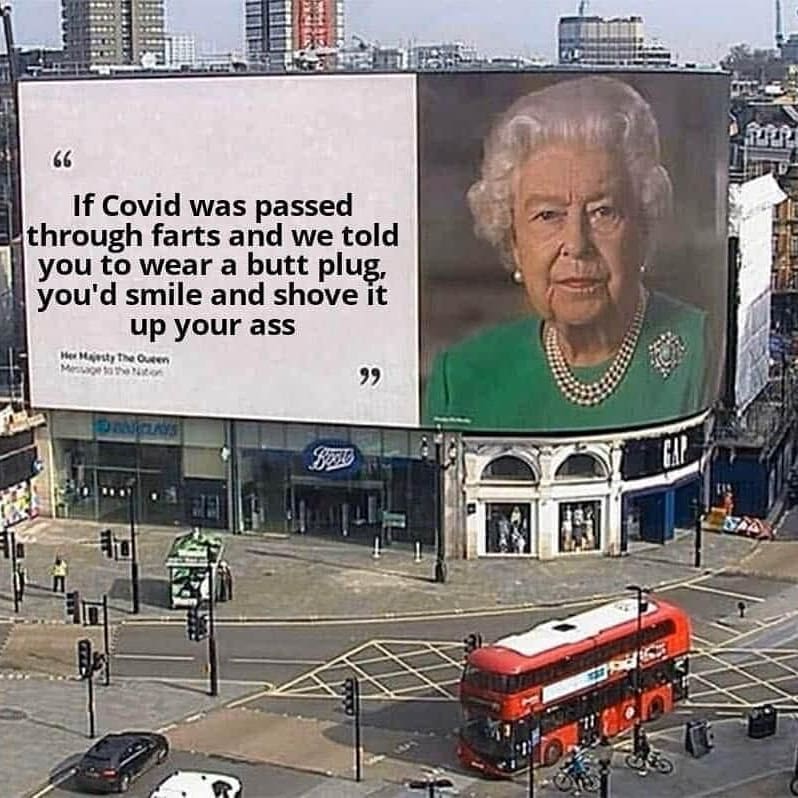 “
If Covid was passed
through farts and we told
you to wear a butt plug,
you'd smile and shove it
up your ass
Her Majesty The Queen
Message to the Nation
”
BARCLAYS
Boots
GAP